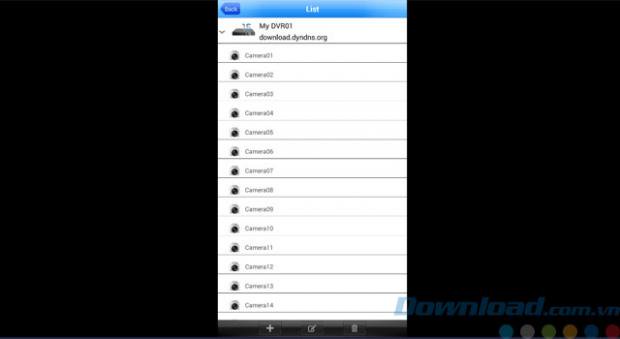 Back
List
My DVR01
download.dyndns.org
Camera01
Camera02
Camera03
Camera04
Camera05
Camera06
Camera07
Camera08
Camera09
Camera10
Camera11
Camera12
Camera13
Camera14
Download.com.vn